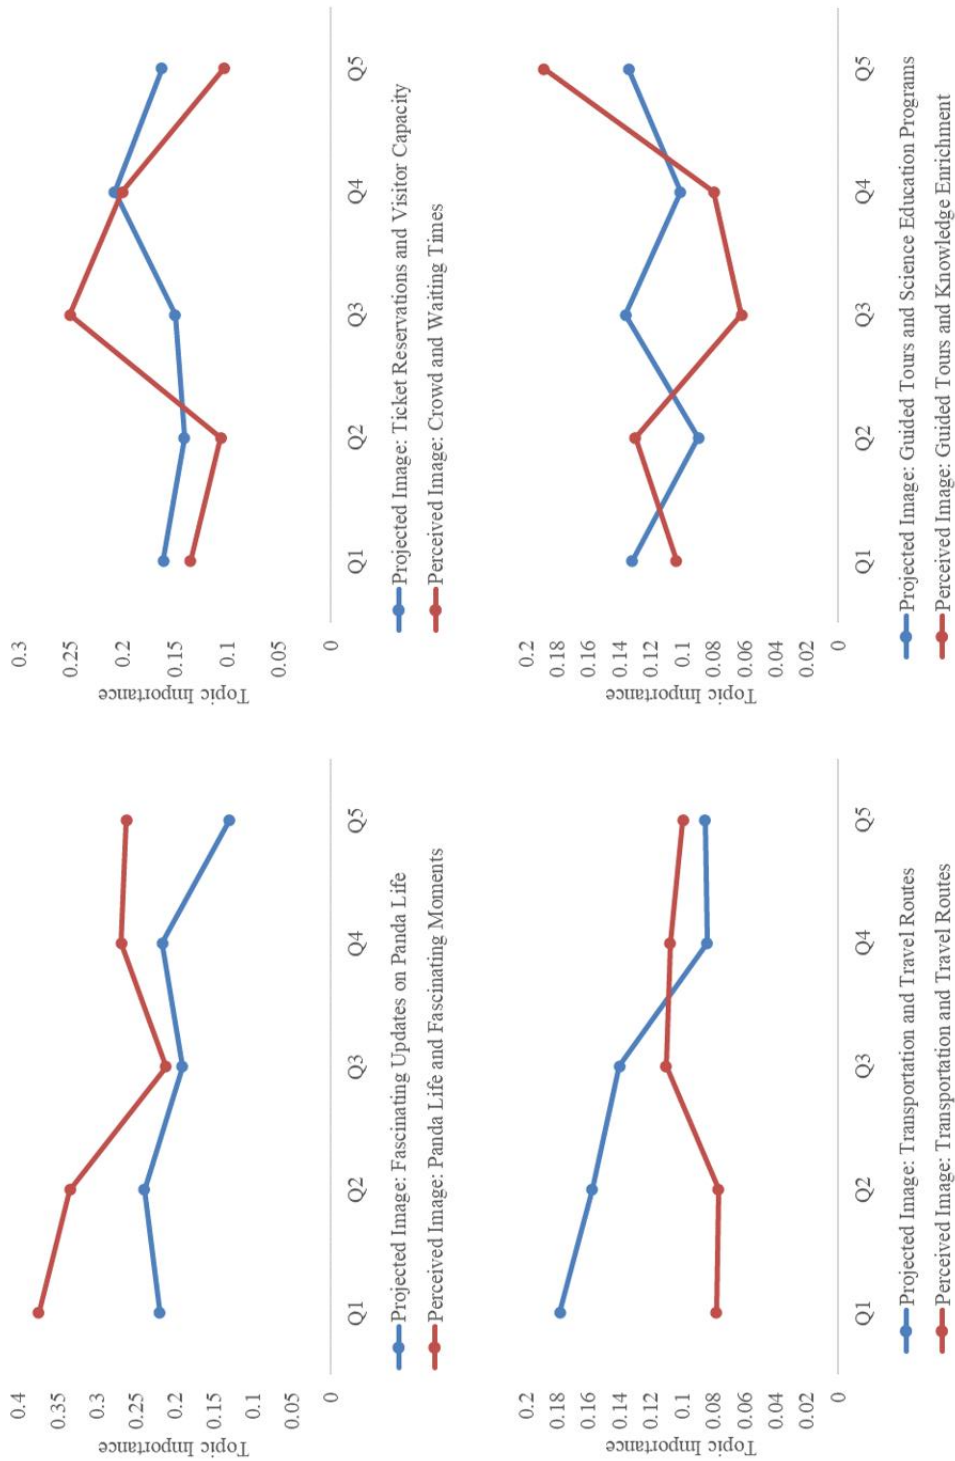 0.4
0.35
0.3
0.25
0.2
0.15
0.1
0.05
0
Topic Importance
Q1 Q2 Q3 Q4 Q5
Projected Image: Fascinating Updates on Panda Life
Perceived Image: Panda Life and Fascinating Moments
0.3
0.25
0.2
0.15
0.1
0.05
0
Topic Importance
Q1 Q2 Q3 Q4 Q5
Projected Image: Ticket Reservations and Visitor Capacity
Perceived Image: Crowd and Waiting Times
0.2
0.18
0.16
0.14
0.12
0.1
0.08
0.06
0.04
0.02
0
Topic Importance
Q1 Q2 Q3 Q4 Q5
Projected Image: Transportation and Travel Routes
Perceived Image: Transportation and Travel Routes
0.2
0.18
0.16
0.14
0.12
0.1
0.08
0.06
0.04
0.02
0
Topic Importance
Q1 Q2 Q3 Q4 Q5
Projected Image: Guided Tours and Science Education Programs
Perceived Image: Guided Tours and Knowledge Enrichment